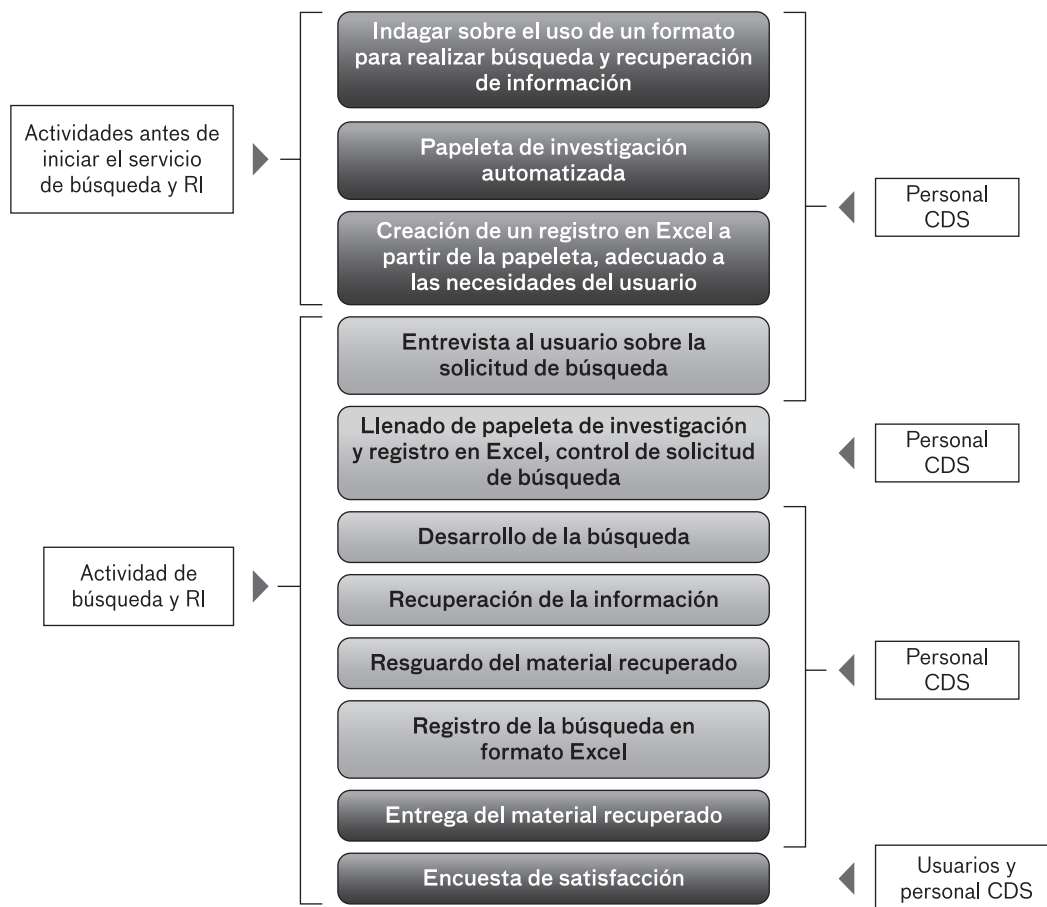 Indagar sobre el uso de un formato
para realizar búsqueda y recuperación
de información
Actividades antes de
iniciar el servicio
de búsqueda y RI
Papeleta de investigación
automatizada
Personal
CDS
Creación de un registro en Excel a
partir de la papeleta, adecuado a
las necesidades del usuario
Entrevista al usuario sobre la
solicitud de búsqueda
Llenado de papeleta de investigación
y registro en Excel, control de solicitud
de búsqueda
Personal
CDS
Desarrollo de la búsqueda
Actividad de
búsqueda y RI
Recuperación de la información
Resguardo del material recuperado
Personal
CDS
Registro de la búsqueda en
formato Excel
Entrega del material recuperado
Encuesta de satisfacción
Usuarios y
personal CDS